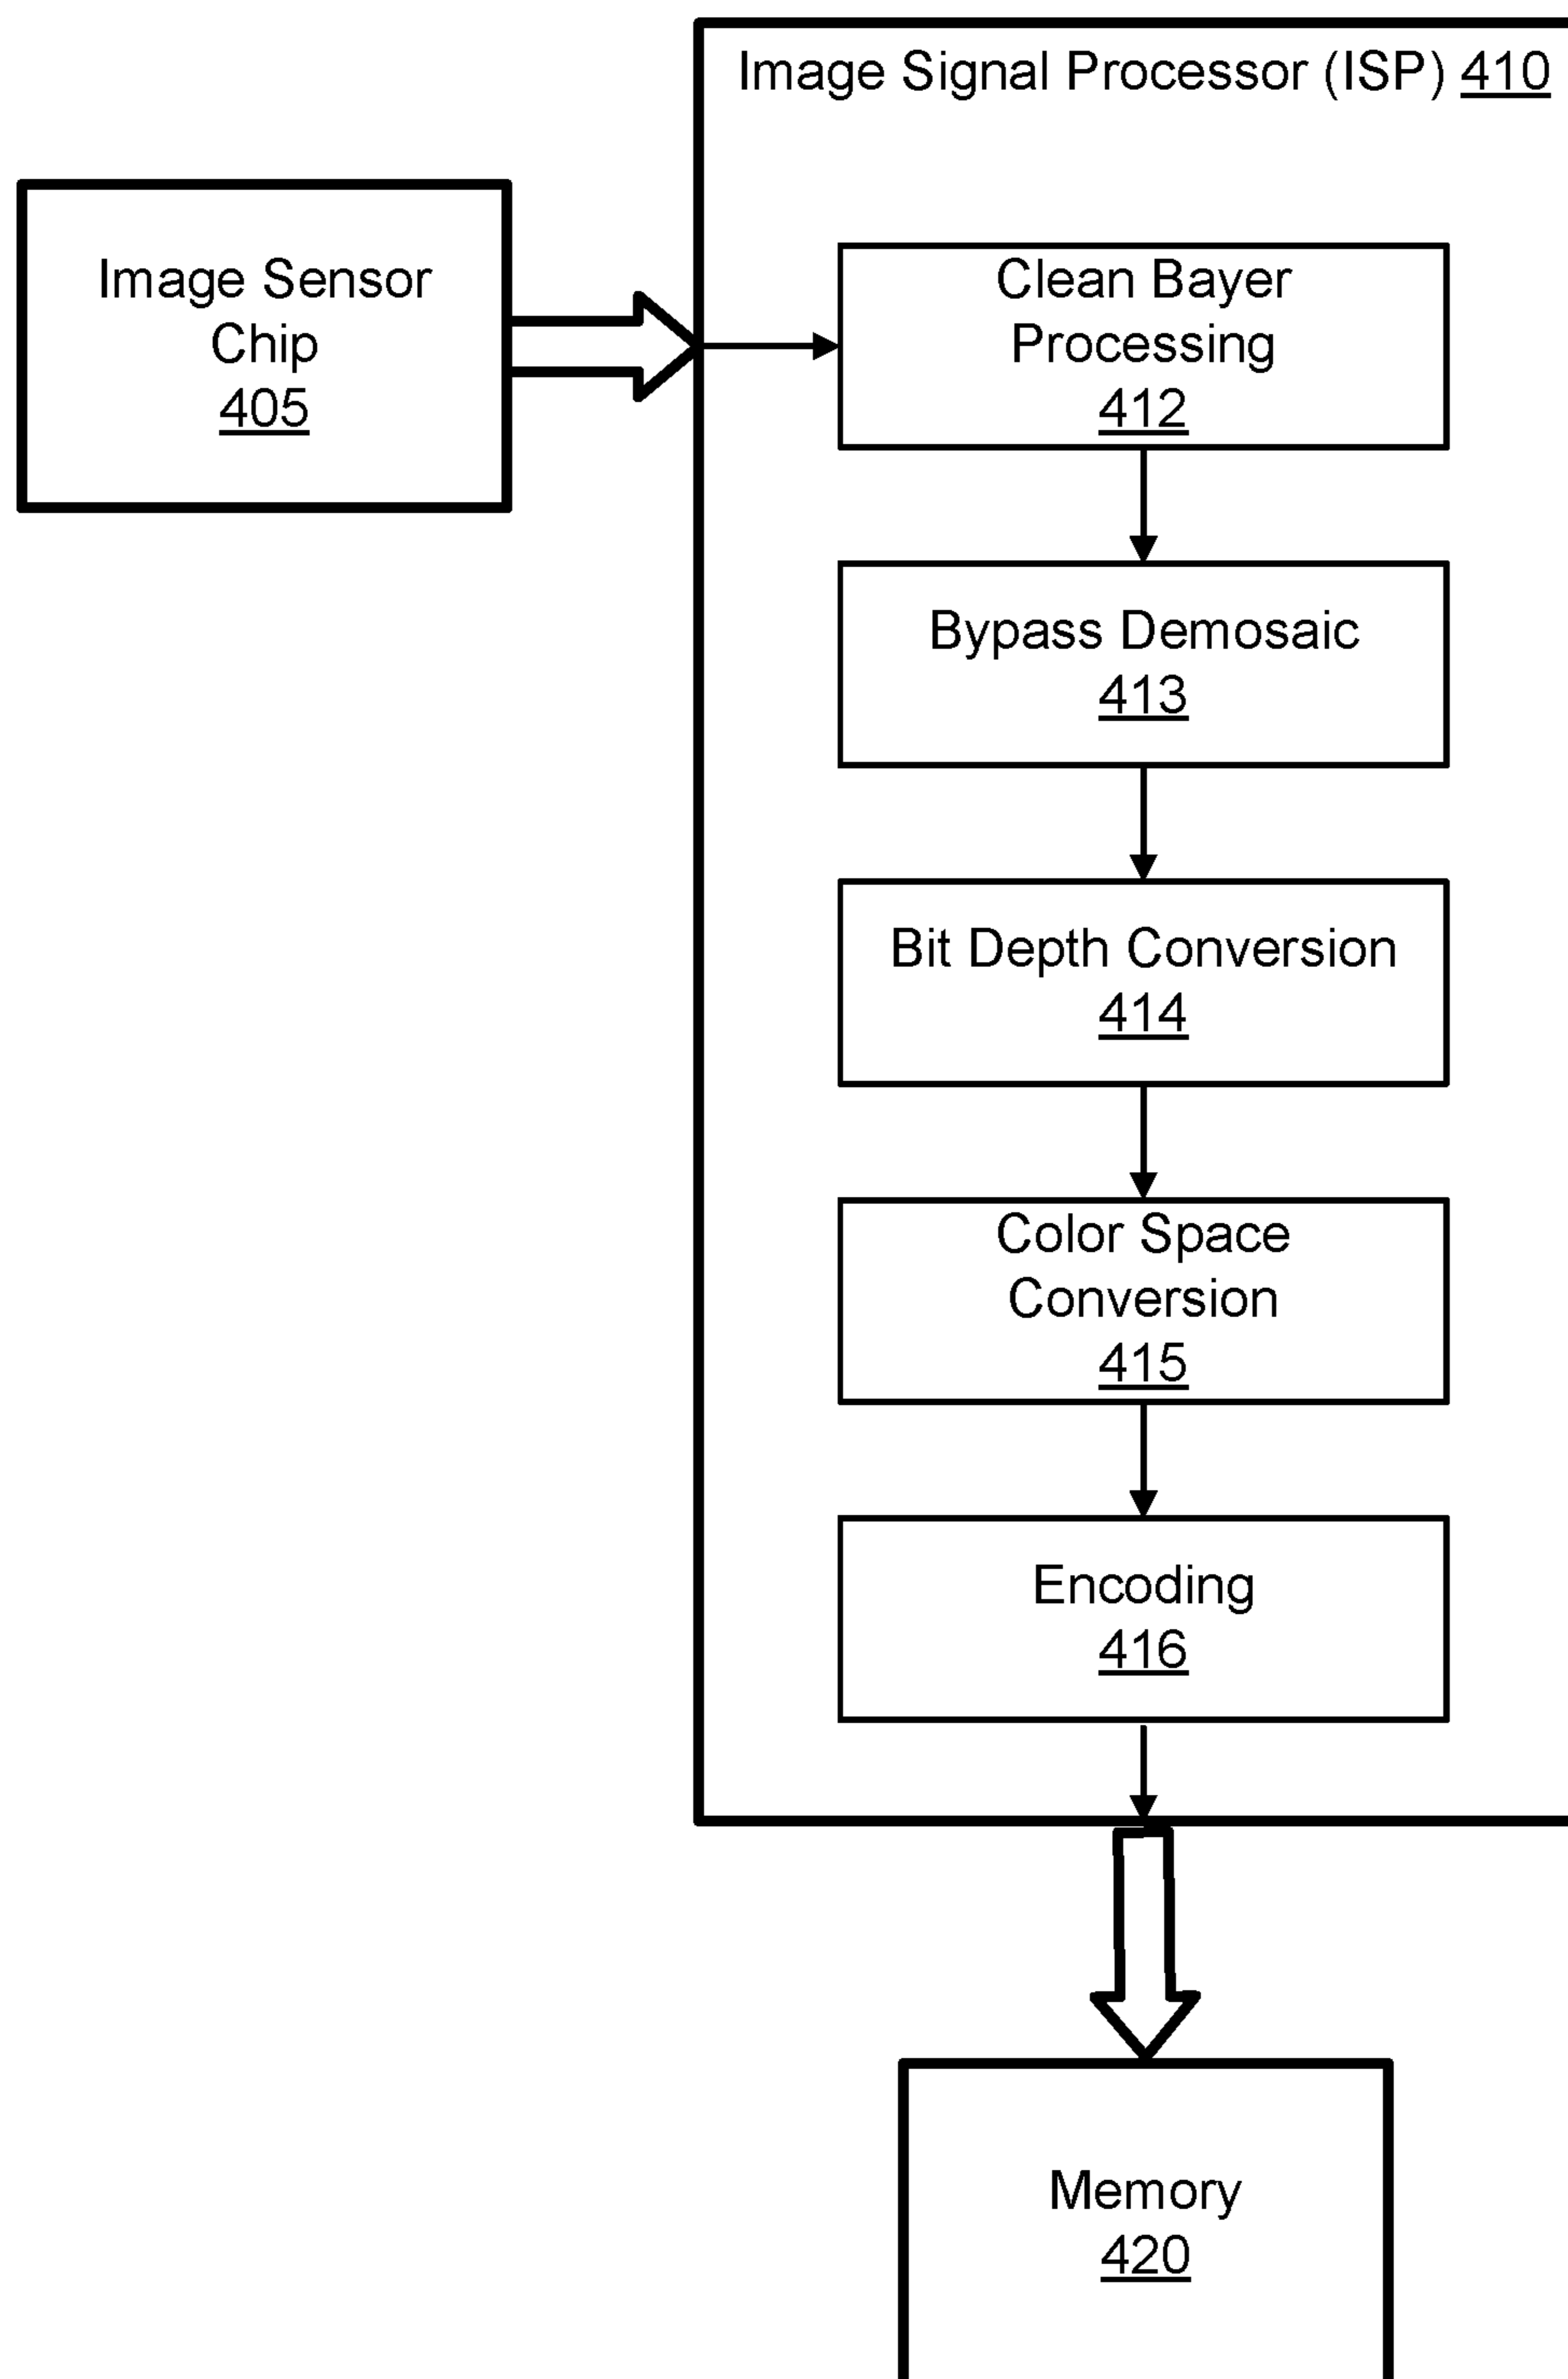 Image Signal Processor (ISP) 410
Image Sensor
Chip
405
Clean Bayer
Processing
412
Bypass Demosaic
413
Bit Depth Conversion
414
Color Space
Conversion
415
Encoding
416
Memory
420